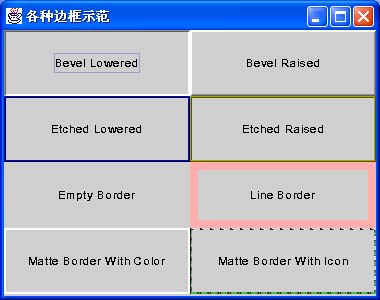 各种边框示范
Bevel Lowered
Bevel Raised
Etched Lowered
Etched Raised
Empty Border
Line Border
Matte Border With Color
Matte Border With Icon